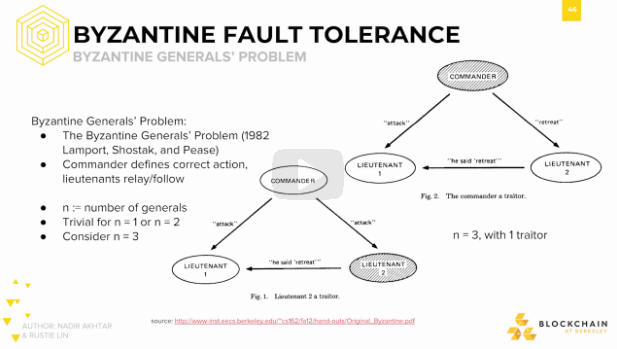 46
BYZANTINE FAULT TOLERANCE
BYZANTINE GENERALS' PROBLEM
Byzantine Generals' Problem:
● The Byzantine Generals' Problem (1982
Lamport, Shostak, and Pease)
● Commander defines correct action,
lieutenants relay/follow
● n := number of generals
● Trivial for n = 1 or n = 2
● Consider n = 3
COMMANDER
"attack"
"retreat"
LIEUTENANT
1
"he said 'retreat'"
LIEUTENANT
2
Fig. 2. The commander a traitor.
COMMANDER
"attack"
"attack"
LIEUTENANT
1
"he said 'retreat'"
LIEUTENANT
2
Fig. 1. Lieutenant 2 a traitor.
n = 3, with 1 traitor
source: http://www-inst.eecs.berkeley.edu/~cs162/fa12/hand-outs/Original_Byzantine.pdf
AUTHOR: NADIR AKHTAR
& RUSTIE LIN
BLOCKCHAIN
AT BERKELEY